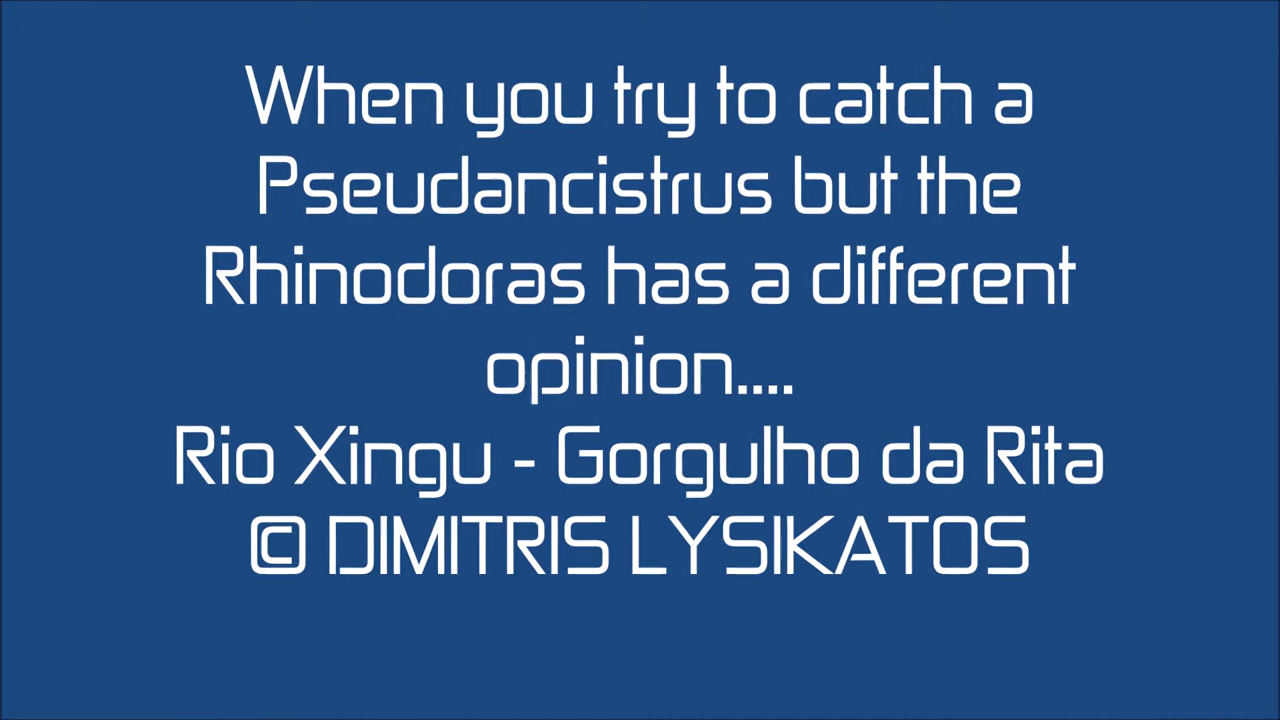 When you try to catch a
Pseudancistrus but the
Rhinodoras has a different
opinion....
Rio Xingu - Gorgulho da Rita
© DIMITRIS LYSIKATOS